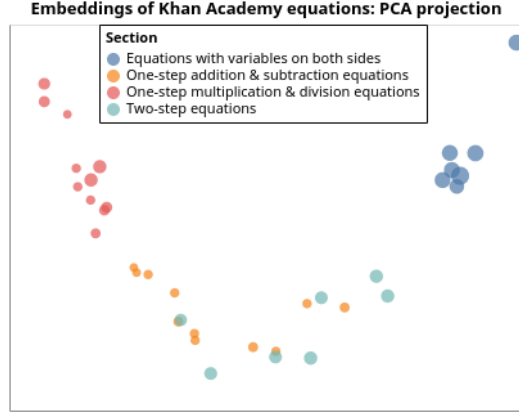 Embeddings of Khan Academy equations: PCA projection
Section
Equations with variables on both sides
One-step addition & subtraction equations
One-step multiplication & division equations
Two-step equations